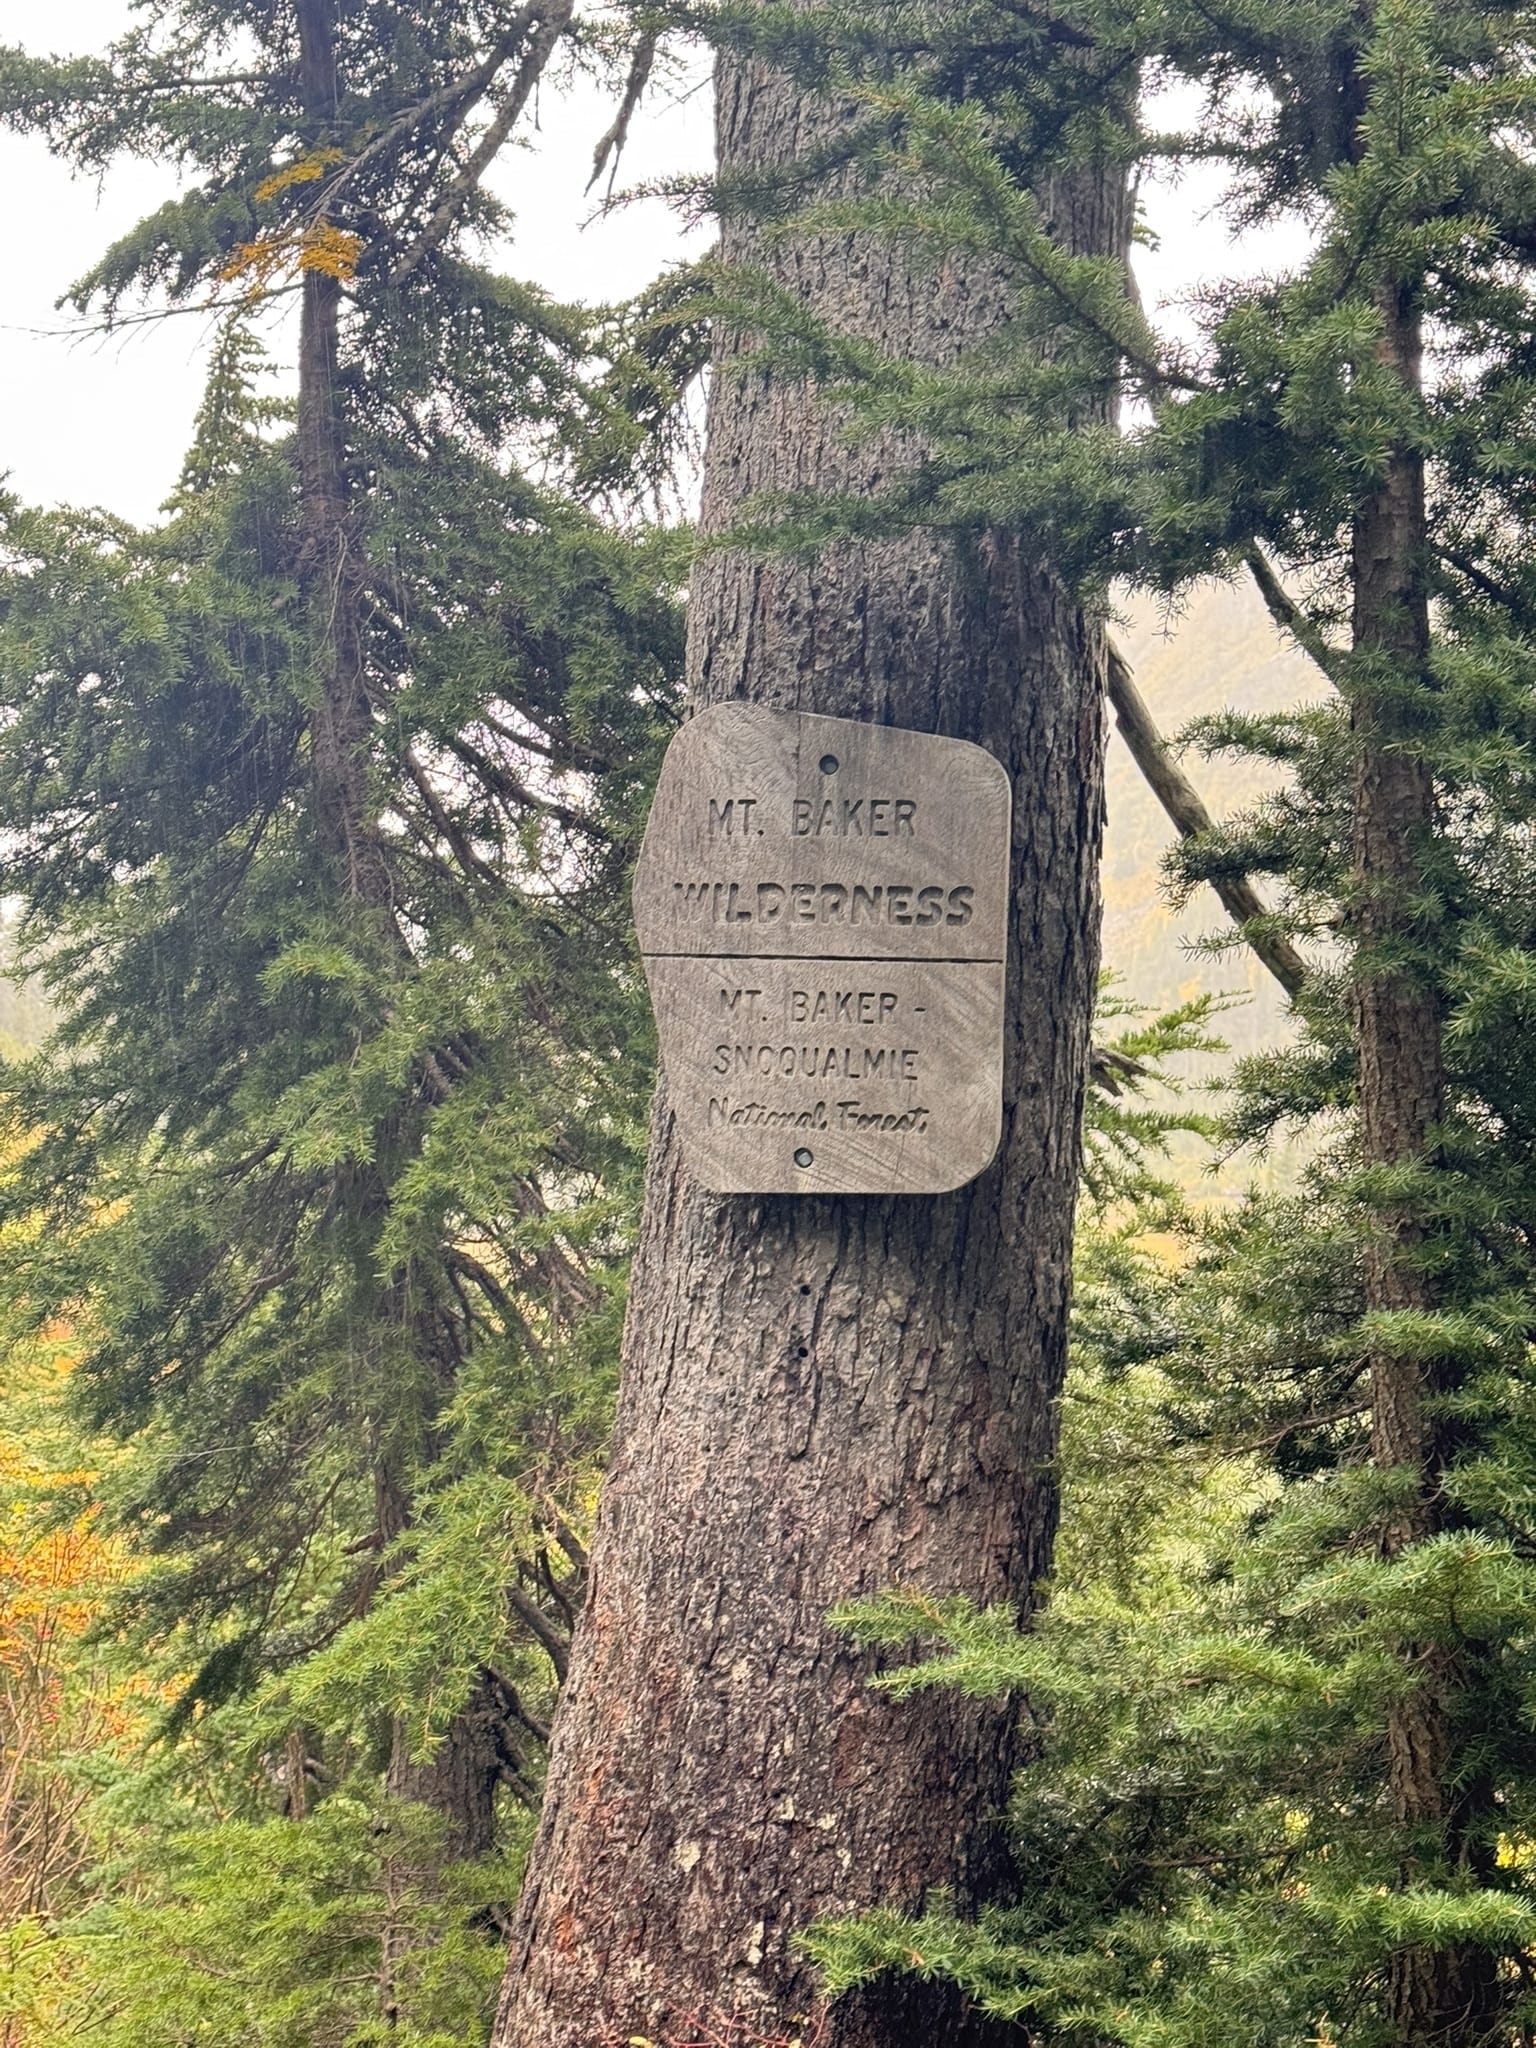 MT. BAKER
WILDERNESS
MT. BAKER -
SNOQUALMIE
National Forest